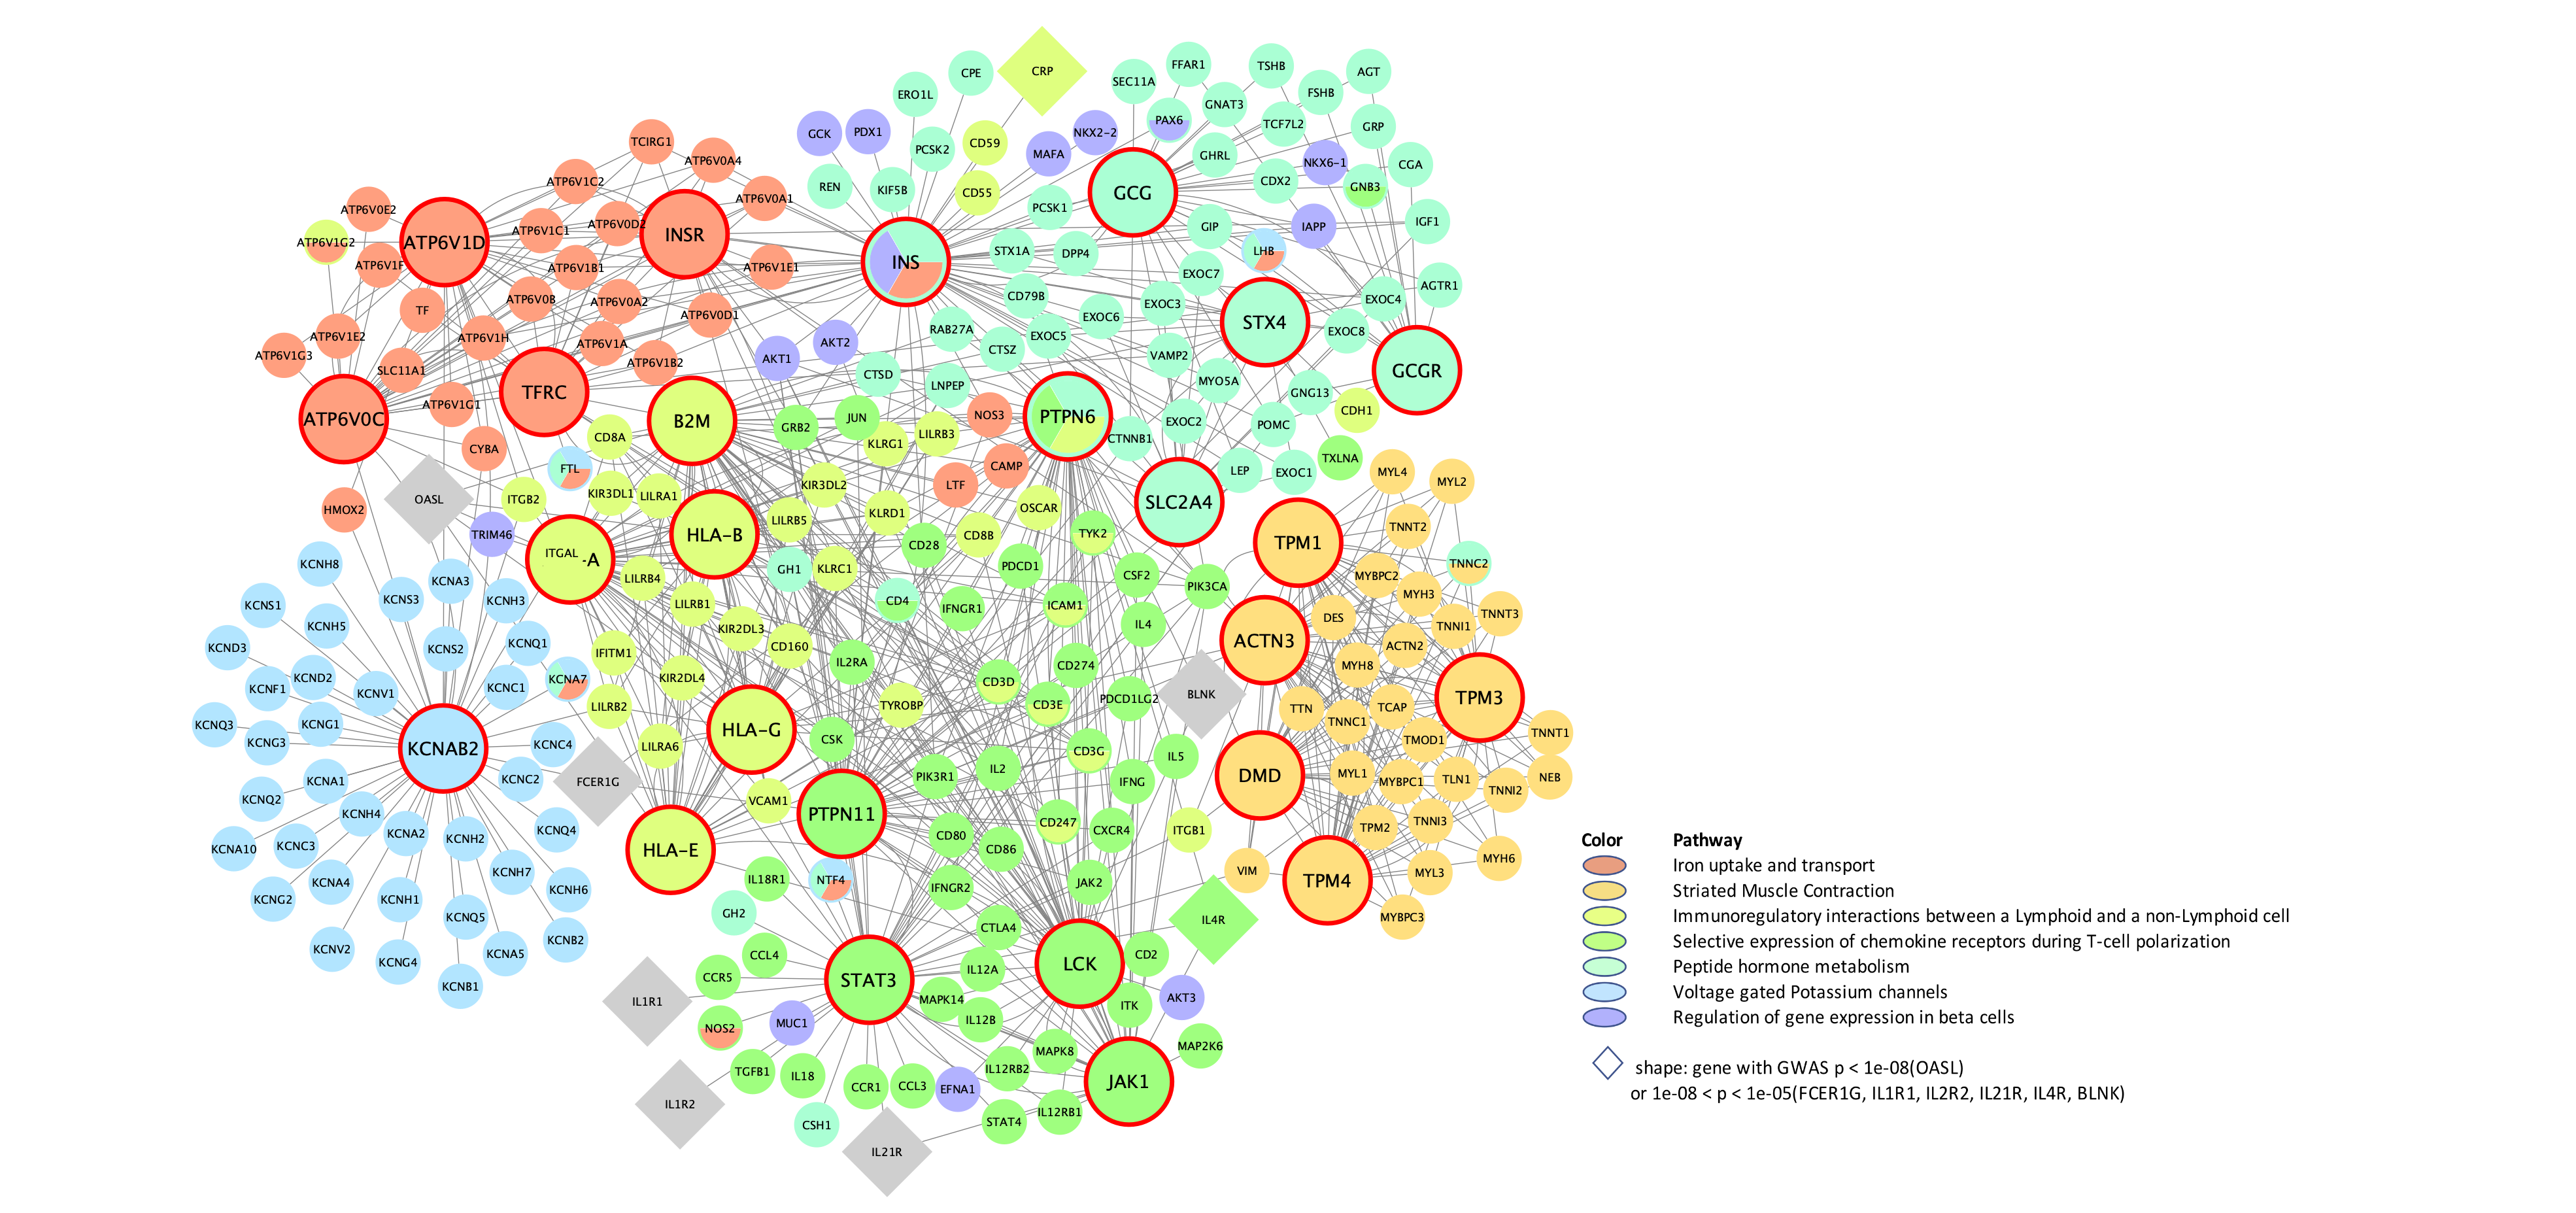 CRP
CPE
ERO1L
GCK
PDX1
PCSK2
CD59
MAFA
NKX2-2
REN
KIF5B
CD55
SEC11A
FFAR1
TSHB
AGT
FSHB
GNAT3
PAX6
TCF7L2
GRP
GHRL
NKX6-1
CGA
GCG
CDX2
GNB3
PCSK1
GIP
IAPP
IGF1
STX1A
DPP4
LHB
EXOC7
CD79B
EXOC3
EXOC4
AGTR1
EXOC6
STX4
EXOC8
EXOC5
RAB27A
CTSZ
VAMP2
GCGR
MYO5A
GNG13
CDH1
EXOC2
POMC
CTNNB1
TXLNA
LEP
EXOC1
SLC2A4
TCIRG1
ATP6V0A4
ATP6V1C2
ATP6V0A1
ATP6V0E2
ATP6V1C1
ATP6V0D2
INSR
ATP6V1G2
ATP6V1D
ATP6V1F
ATP6V1B1
ATP6V1E1
INS
TF
ATP6V0B
ATP6V0A2
ATP6V0D1
ATP6V1E2
ATP6V1H
ATP6V1A
ATP6V1G3
SLC11A1
ATP6V1B2
TFRC
ATP6V0C
ATP6V1G1
CYBA
AKT1
AKT2
CTSD
LNPEP
B2M
GRB2
JUN
KLRG1
LILRB3
NOS3
PTPN6
CD8A
FTL
OASL
ITGB2
KIR3DL1
LILRA1
KIR3DL2
LTF
CAMP
HMOX2
TRIM46
HLA-B
LILRB5
KLRD1
OSCAR
CD8B
TYK2
ITGAL
-A
CD28
LILRB4
GH1
KLRC1
PDCD1
CSF2
PIK3CA
LILRB1
CD4
IFNGR1
ICAM1
IL4
KIR2DL3
CD160
IFITM1
KIR2DL4
IL2RA
CD274
CD3D
LILRB2
TYROBP
CD3E
PDCD1LG2
BLNK
HLA-G
CSK
LILRA6
CD3G
IL5
FCER1G
PIK3R1
IL2
IFNG
VCAM1
PTPN11
CD247
CXCR4
ITGB1
HLA-E
CD80
CD86
IL18R1
NTF4
IFNGR2
JAK2
GH2
CTLA4
IL4R
CCL4
STAT3
LCK
CD2
CCR5
IL12A
IL1R1
MAPK14
ITK
AKT3
NOS2
MUC1
IL12B
MAPK8
MAP2K6
TGFB1
IL18
CCR1
CCL3
EFNA1
IL12RB2
JAK1
IL1R2
CSH1
STAT4
IL12RB1
IL21R
KCNH8
KCNS1
KCNS3
KCNA3
KCNH3
KCNH5
KCND3
KCNS2
KCNQ1
KCNF1
KCND2
KCNV1
KCNC1
KCNA7
KCNQ3
KCNG1
KCNG3
KCNAB2
KCNC4
KCNA1
KCNC2
KCNQ2
KCNH4
KCNA10
KCNC3
KCNA2
KCNH2
KCNQ4
KCNA4
KCNH7
KCNH6
KCNG2
KCNH1
KCNQ5
KCNV2
KCNG4
KCNA5
KCNB2
KCNB1
MYL4
MYL2
TPM1
TNNT2
TNNC2
MYBPC2
MYH3
DES
TNNI1
TNNT3
ACTN3
ACTN2
MYH8
TPM3
TTN
TNNC1
TCAP
TMOD1
TNNT1
DMD
MYL1
MYBPC1
TLN1
TNNI2
NEB
TPM2
TNNI3
VIM
TPM4
MYL3
MYH6
MYBPC3
Color Pathway
Iron uptake and transport
Striated Muscle Contraction
Immunoregulatory interactions between a Lymphoid and a non-Lymphoid cell
Selective expression of chemokine receptors during T-cell polarization
Peptide hormone metabolism
Voltage gated Potassium channels
Regulation of gene expression in beta cells
shape: gene with GWAS p < 1e-08(OASL)
or 1e-08 < p < 1e-05(FCER1G, IL1R1, IL2R2, IL21R, IL4R, BLNK)